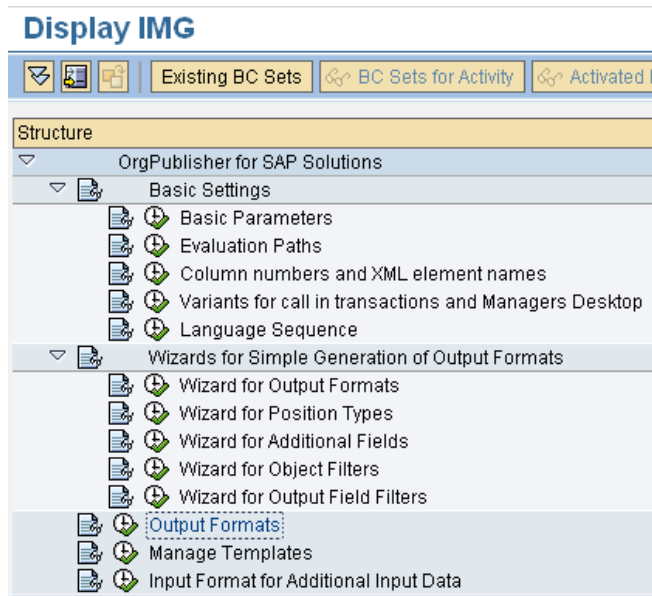 Display IMG
Existing BC Sets BC Sets for Activity Activated
Structure
OrgPublisher for SAP Solutions
Basic Settings
Basic Parameters
Evaluation Paths
Column numbers and XML element names
Variants for call in transactions and Managers Desktop
Language Sequence
Wizards for Simple Generation of Output Formats
Wizard for Output Formats
Wizard for Position Types
Wizard for Additional Fields
Wizard for Object Filters
Wizard for Output Field Filters
Output Formats
Manage Templates
Input Format for Additional Input Data